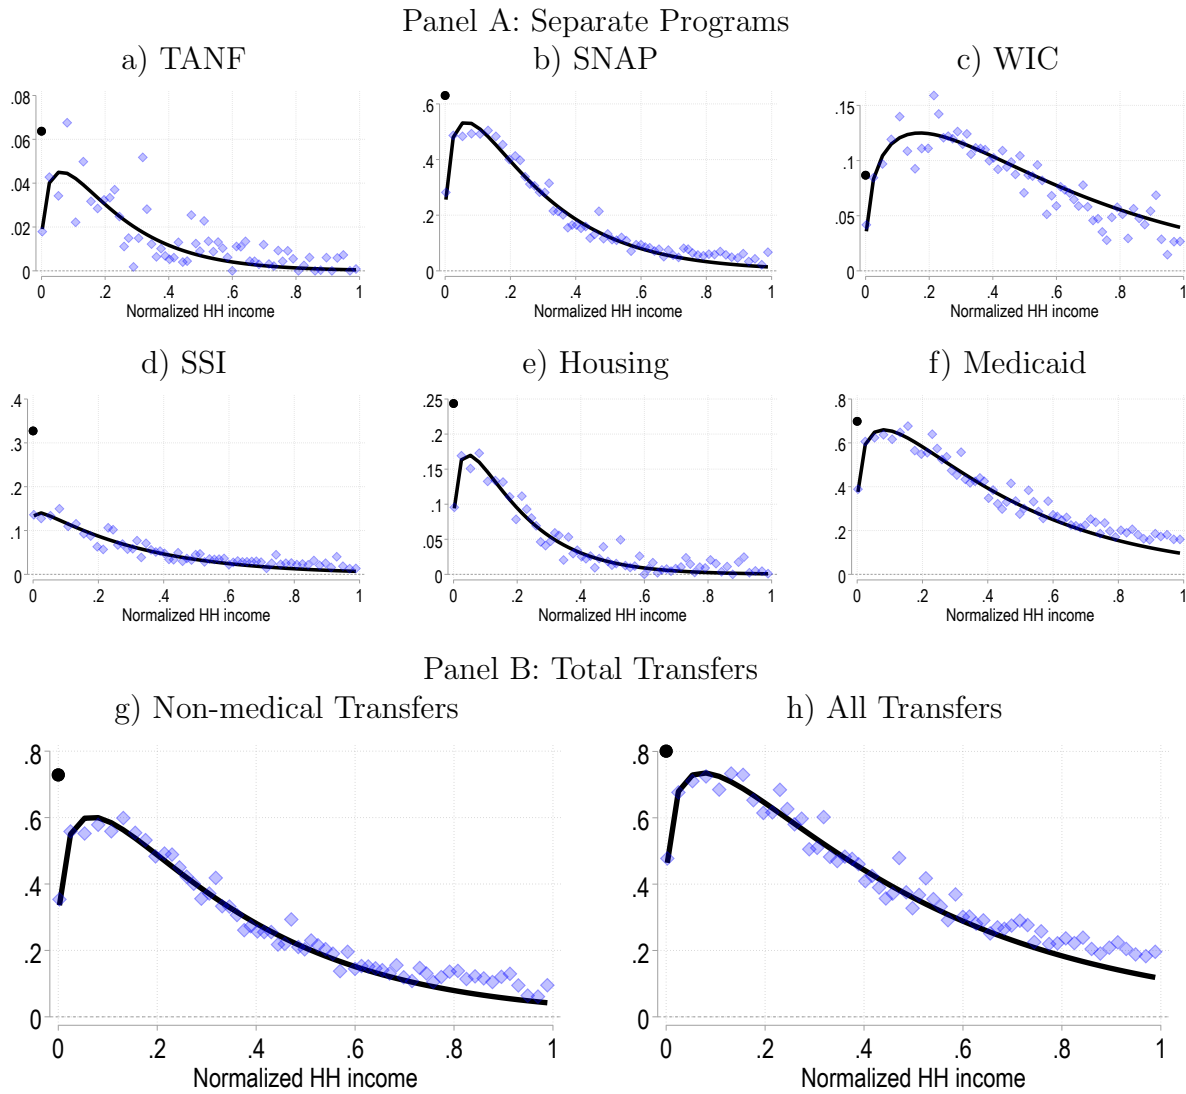 Panel A: Separate Programs
a) TANF
b) SNAP
c) WIC
.08
.06
.04
.02
0
0 .2 .4 .6 .8 1
Normalized HH income
.6
.4
.2
0
0 .2 .4 .6 .8 1
Normalized HH income
.15
.1
.05
0
0 .2 .4 .6 .8 1
Normalized HH income
d) SSI
e) Housing
f) Medicaid
.4
.3
.2
.1
0
0 .2 .4 .6 .8 1
Normalized HH income
.25
.2
.15
.1
.05
0
0 .2 .4 .6 .8 1
Normalized HH income
.8
.6
.4
.2
0
0 .2 .4 .6 .8 1
Normalized HH income
Panel B: Total Transfers
g) Non-medical Transfers
h) All Transfers
.8
.6
.4
.2
0
0 .2 .4 .6 .8 1
Normalized HH income
.8
.6
.4
.2
0
0 .2 .4 .6 .8 1
Normalized HH income